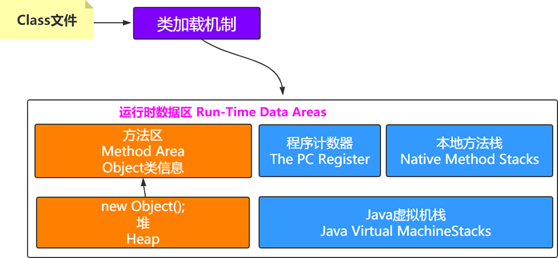 Class文件
类加载机制
运行时数据区 Run-Time Data Areas
方法区
Method Area
Object类信息
程序计数器
The PC Register
本地方法栈
Native Method Stacks
new Object();
堆
Heap
Java虚拟机栈
Java Virtual MachineStacks